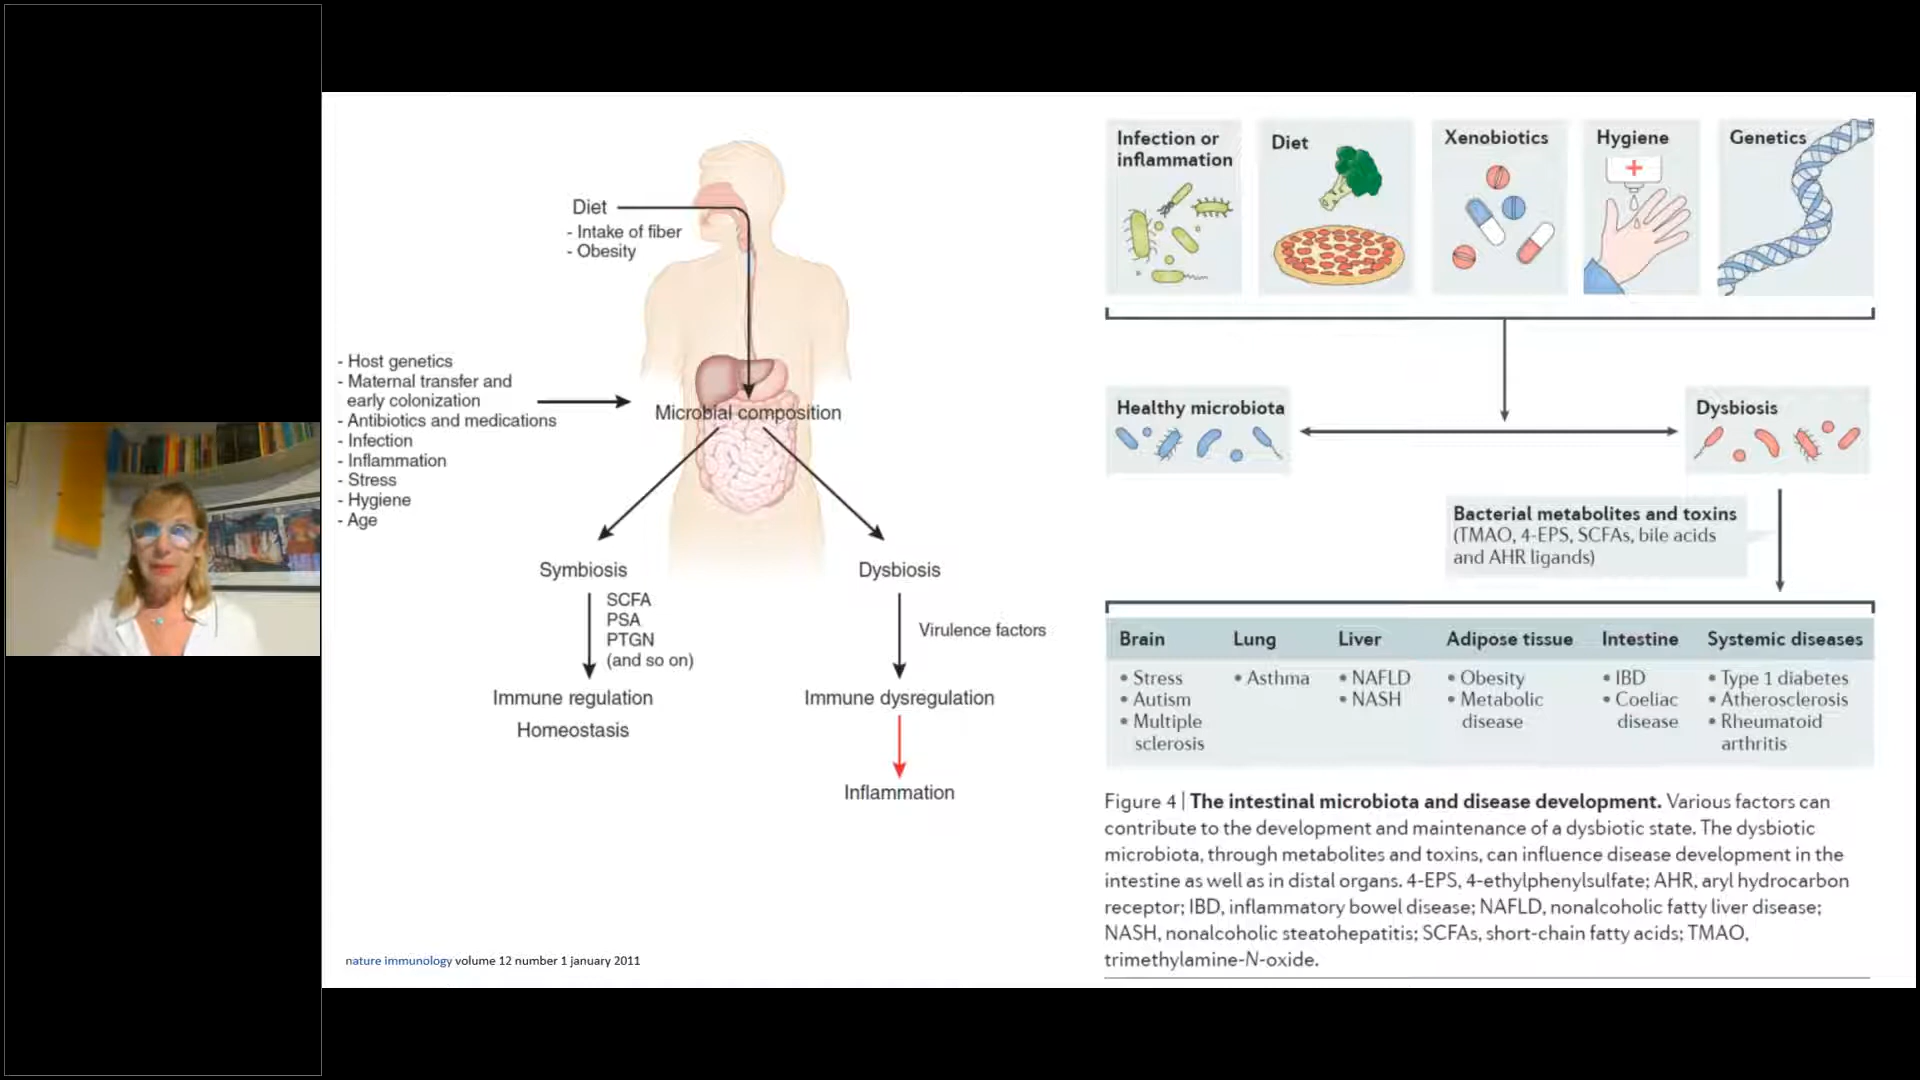 Diet
- Intake of fiber
- Obesity
- Host genetics
- Maternal transfer and
early colonization
- Antibiotics and medications
- Infection
- Inflammation
- Stress
- Hygiene
- Age
Microbial composition
Symbiosis
SCFA
PSA
PTGN
(and so on)
Immune regulation
Homeostasis
Dysbiosis
Virulence factors
Immune dysregulation
Inflammation
nature immunology volume 12 number 1 january 2011
Infection or
inflammation
Diet
Xenobiotics
Hygiene
Genetics
Healthy microbiota
Dysbiosis
Bacterial metabolites and toxins
(TMAO, 4-EPS, SCFAs, bile acids
and AHR ligands)
Brain
• Stress
• Autism
• Multiple
sclerosis
Lung
• Asthma
Liver
• NAFLD
• NASH
Adipose tissue
• Obesity
• Metabolic
disease
Intestine
• IBD
• Coeliac
disease
Systemic diseases
• Type 1 diabetes
• Atherosclerosis
• Rheumatoid
arthritis
Figure 4 | The intestinal microbiota and disease development. Various factors can
contribute to the development and maintenance of a dysbiotic state. The dysbiotic
microbiota, through metabolites and toxins, can influence disease development in the
intestine as well as in distal organs. 4-EPS, 4-ethylphenylsulfate; AHR, aryl hydrocarbon
receptor; IBD, inflammatory bowel disease; NAFLD, nonalcoholic fatty liver disease;
NASH, nonalcoholic steatohepatitis; SCFAs, short-chain fatty acids; TMAO,
trimethylamine-N-oxide.